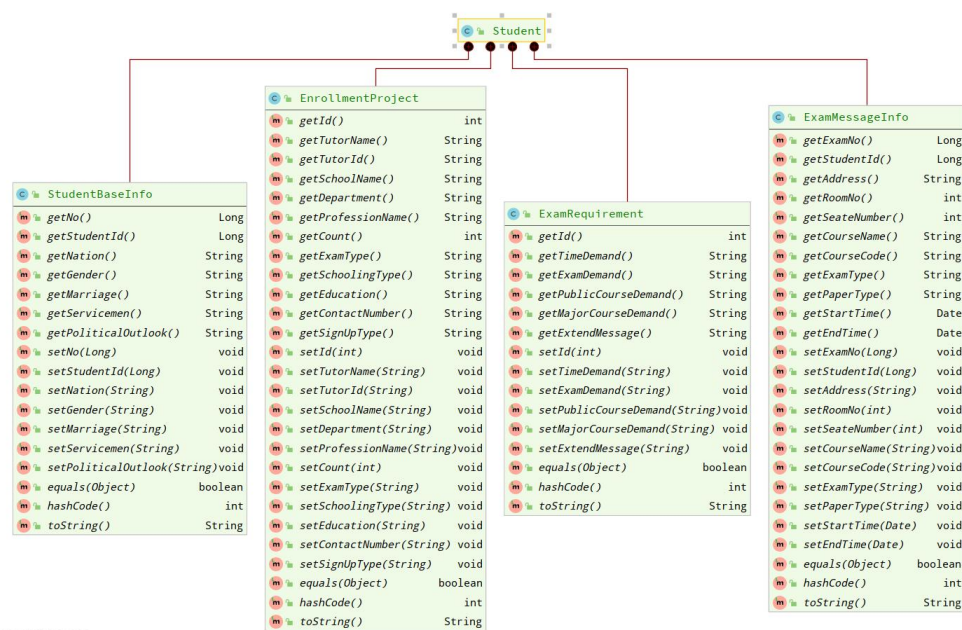 Student
StudentBaseInfo
getNo() Long
getStudentId() Long
getNation() String
getGender() String
getMarriage() String
getServicemen() String
getPoliticalOutlook() String
setNo(Long) void
setStudentId(Long) void
setNation(String) void
setGender(String) void
setMarriage(String) void
setServicemen(String) void
setPoliticalOutlook(String) void
equals(Object) boolean
hashCode() int
toString() String
EnrollmentProject
getId() int
getTutorName() String
getTutorId() String
getSchoolName() String
getDepartment() String
getProfessionName() String
getCount() int
getExamType() String
getSchoolingType() String
getEducation() String
getContactNumber() String
getSignUpType() String
setId(int) void
setTutorName(String) void
setTutorId(String) void
setSchoolName(String) void
setDepartment(String) void
setProfessionName(String) void
setCount(int) void
setExamType(String) void
setSchoolingType(String) void
setEducation(String) void
setContactNumber(String) void
setSignUpType(String) void
equals(Object) boolean
hashCode() int
toString() String
ExamRequirement
getId() int
getTimeDemand() String
getExamDemand() String
getPublicCourseDemand() String
getMajorCourseDemand() String
getExtendMessage() String
setId(int) void
setTimeDemand(String) void
setExamDemand(String) void
setPublicCourseDemand(String) void
setMajorCourseDemand(String) void
setExtendMessage(String) void
equals(Object) boolean
hashCode() int
toString() String
ExamMessageInfo
getExamNo() Long
getStudentId() Long
getAddress() String
getRoomNo() int
getSeateNumber() int
getCourseName() String
getCourseCode() String
getExamType() String
getPaperType() String
getStartTime() Date
getEndTime() Date
setExamNo(Long) void
setStudentId(Long) void
setAddress(String) void
setRoomNo(int) void
setSeateNumber(int) void
setCourseName(String) void
setCourseCode(String) void
setExamType(String) void
setPaperType(String) void
setStartTime(Date) void
setEndTime(Date) void
equals(Object) boolean
hashCode() int
toString() String